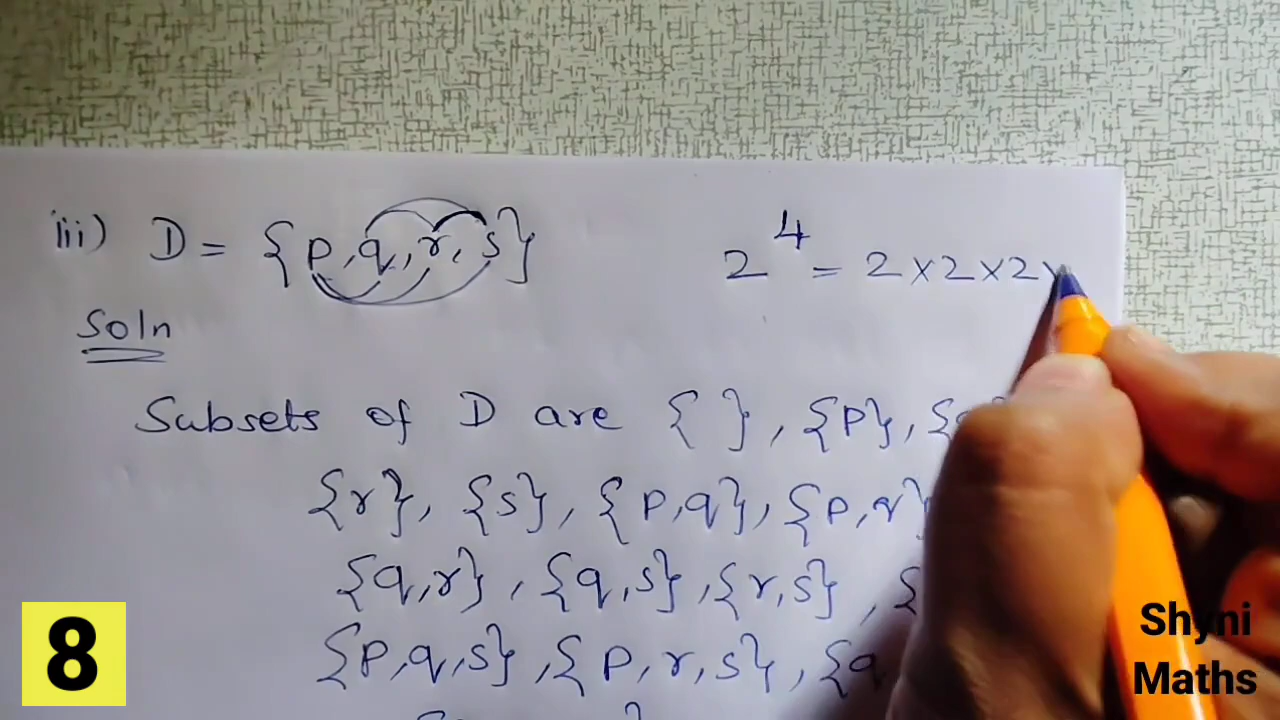 iii) D = {p, q, r, s} 2⁴ = 2 × 2 × 2 ×
Soln
Subsets of D are { }, {p}, {
{r}, {s}, {p,q}, {p,r}
{q,r}, {q,s}, {r,s}, {
{p,q,s}, {p,r,s}, {q
8
Shyni
Maths